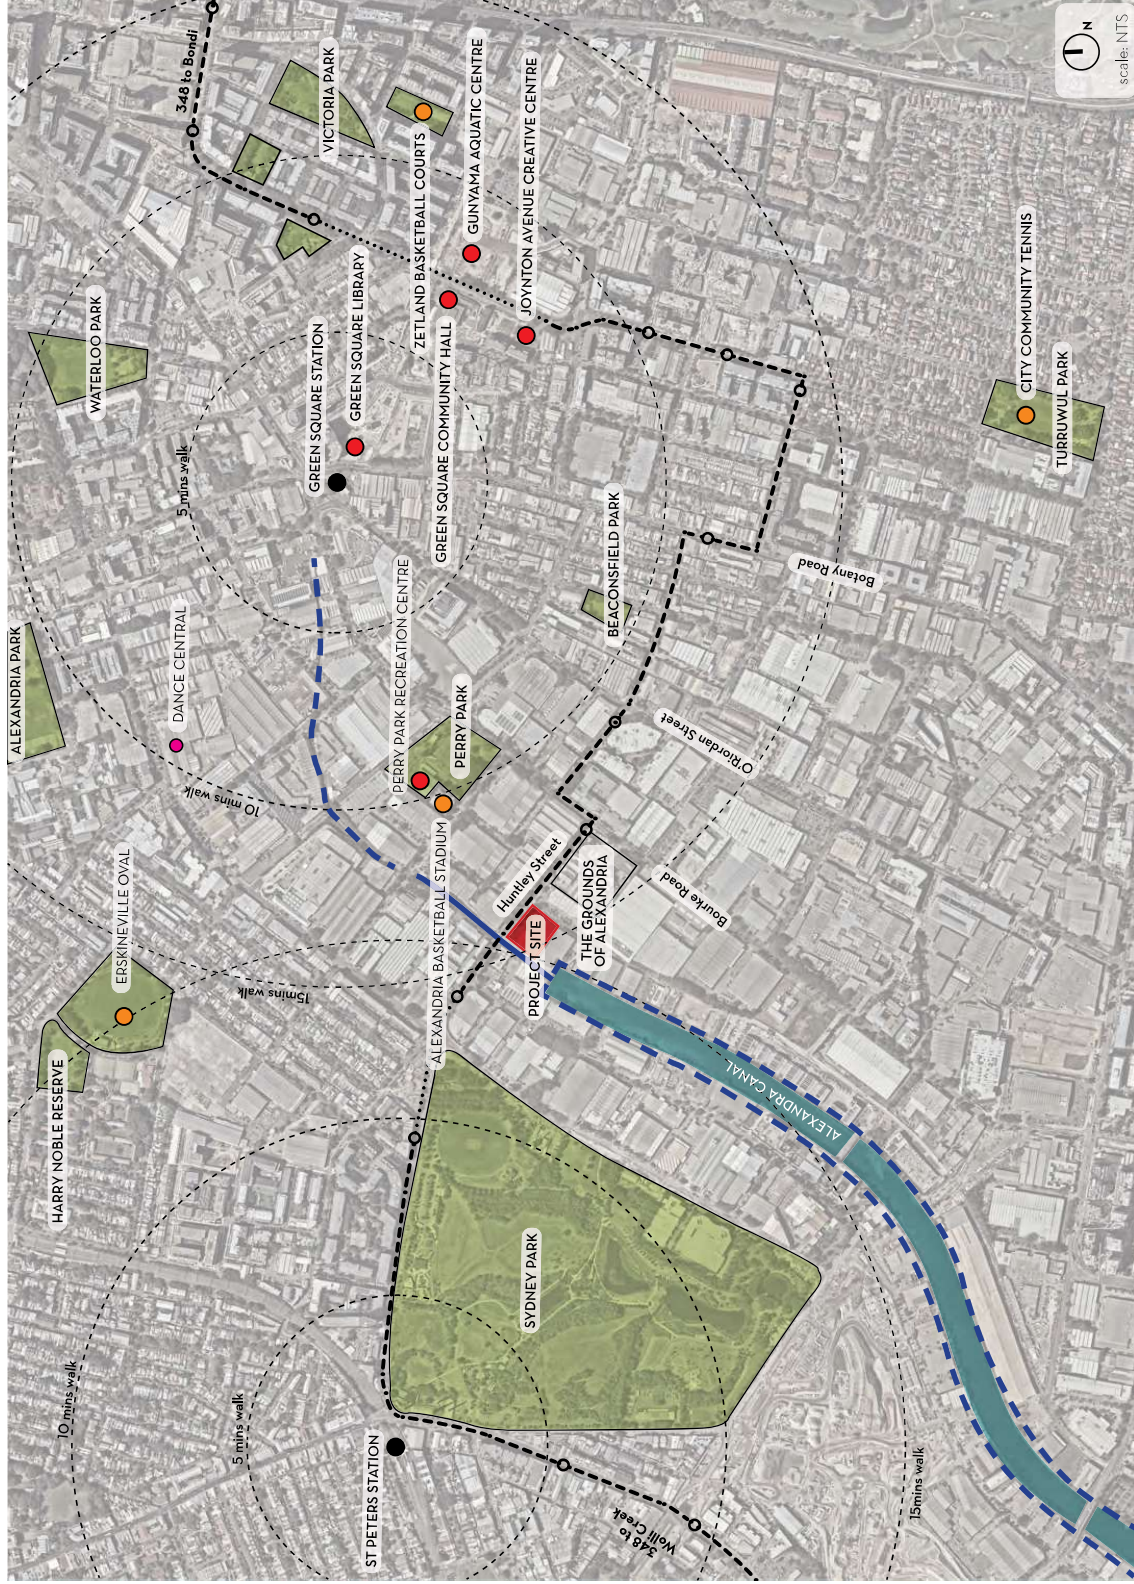 ALEXANDRIA PARK
HARRY NOBLE RESERVE
ERSKINEVILLE OVAL
10 mins walk
DANCE CENTRAL
WATERLOO PARK
5 mins walk
348 to Bondi
10 mins walk
5 mins walk
15mins walk
GREEN SQUARE STATION
VICTORIA PARK
GREEN SQUARE LIBRARY
ST PETERS STATION
PERRY PARK RECREATION CENTRE
ZETLAND BASKETBALL COURTS
ALEXANDRIA BASKETBALL STADIUM
GREEN SQUARE COMMUNITY HALL
PERRY PARK
GUNYAMA AQUATIC CENTRE
SYDNEY PARK
PROJECT SITE
Huntley Street
JOYNTON AVENUE CREATIVE CENTRE
THE GROUNDS
OF ALEXANDRIA
BEACONSFIELD PARK
348 to
Wolli Creek
Bourke Road
O'Riordan Street
ALEXANDRA CANAL
Botany Road
15mins walk
CITY COMMUNITY TENNIS
TURRUWUL PARK
N
scale: NTS